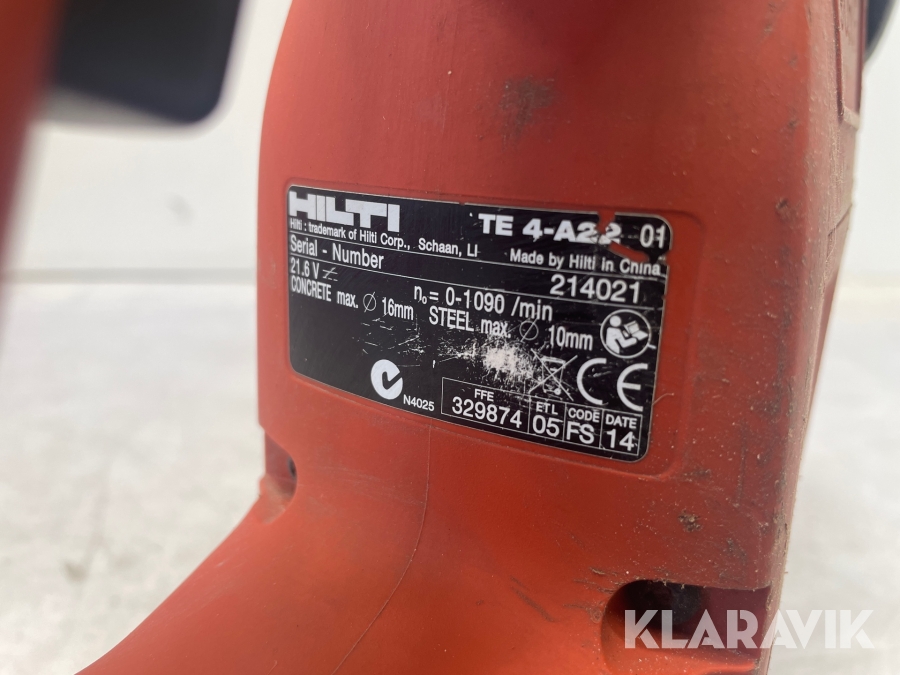 HILTI TE 4-A22 01
Hilti : trademark of Hilti Corp., Schaan, LI Made by Hilti in China
Serial - Number 214021
21.6 V n₀ = 0-1090 /min
CONCRETE max. Ø 16mm STEEL max. Ø 10mm
CE
N4025
FFE ETL CODE DATE
329874 05 FS 14
KLARAVIK